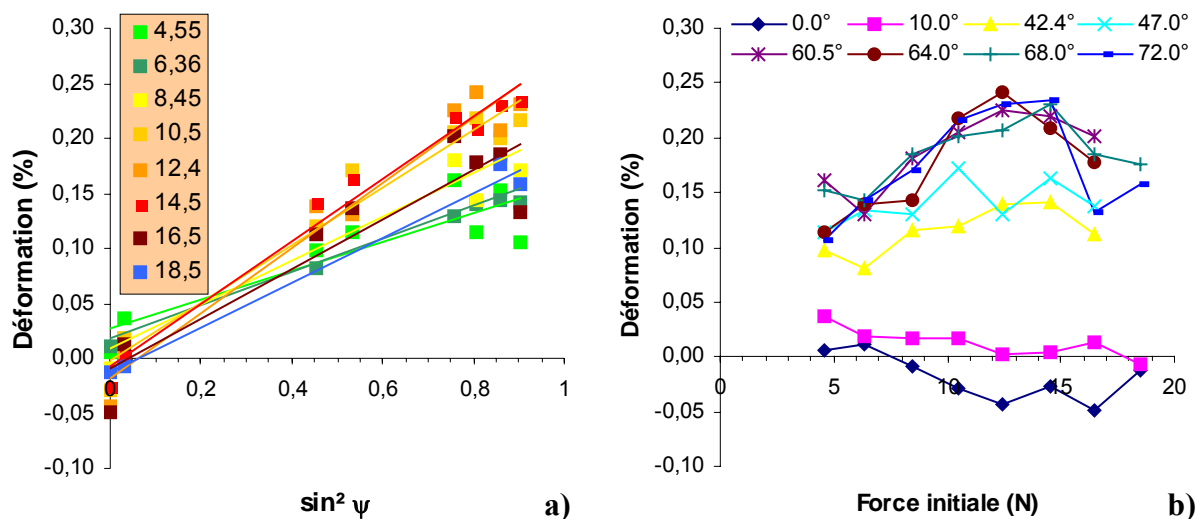 0,30
0,25
0,20
0,15
0,10
0,05
0,00
-0,05
-0,10
Déformation (%)
4,55
6,36
8,45
10,5
12,4
14,5
16,5
18,5
0 0,2 0,4 0,6 0,8 1
sin² ψ
a)
0.0° 10.0° 42.4° 47.0°
60.5° 64.0° 68.0° 72.0°
0,30
0,25
0,20
0,15
0,10
0,05
0,00
-0,05
-0,10
Déformation (%)
0 5 10 15 20
Force initiale (N)
b)